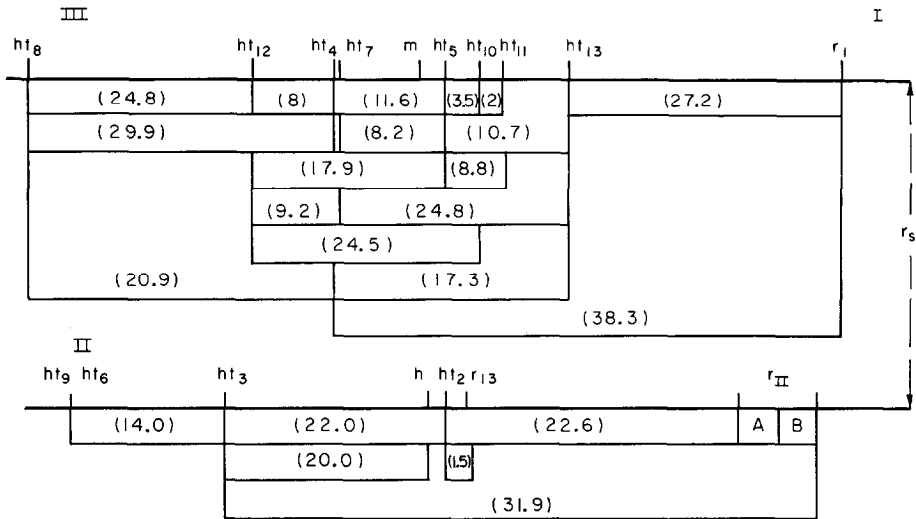 III I
ht8 ht12 ht4 ht7 m ht5 ht10 ht11 ht13 r1
(24.8) (8) (11.6) (3.5) (2) (27.2)
(29.9) (8.2) (10.7)
(17.9) (8.8)
rs
(9.2) (24.8)
(24.5)
(20.9) (17.3)
(38.3)
II
ht9 ht6 ht3 h ht2 r13 rII
(14.0) (22.0) (22.6) A B
(20.0) (1.5)
(31.9)